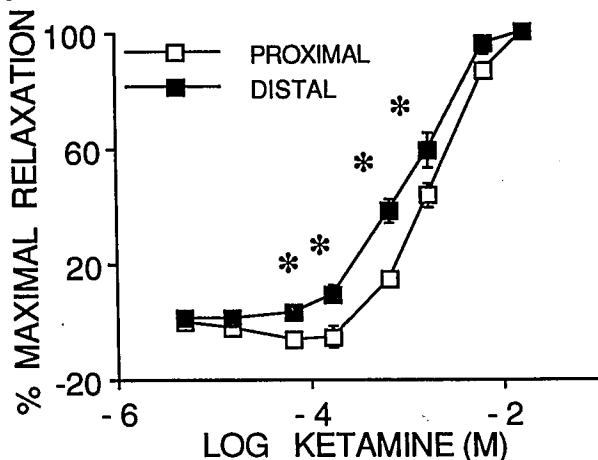 % MAXIMAL RELAXATION
100
60
20
-20
PROXIMAL
DISTAL
*
*
*
*
-6
-4
-2
LOG KETAMINE (M)